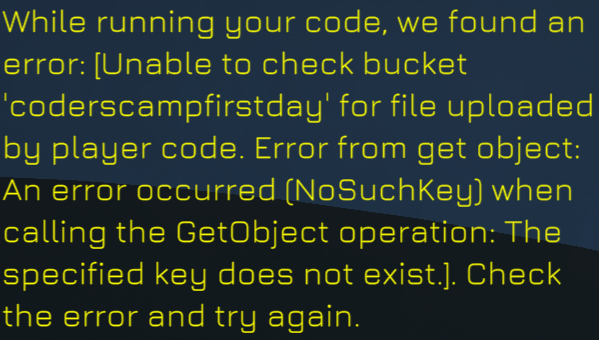 While running your code, we found an
error: [Unable to check bucket
'coderscampfirstday' for file uploaded
by player code. Error from get object:
An error occurred (NoSuchKey) when
calling the GetObject operation: The
specified key does not exist.]. Check
the error and try again.